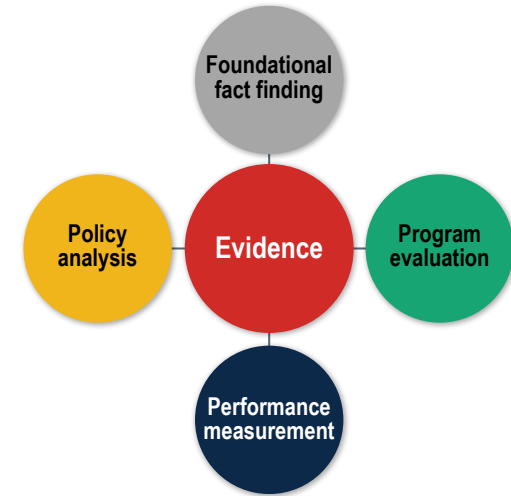 Foundational
fact finding
Policy
analysis
Evidence
Program
evaluation
Performance
measurement